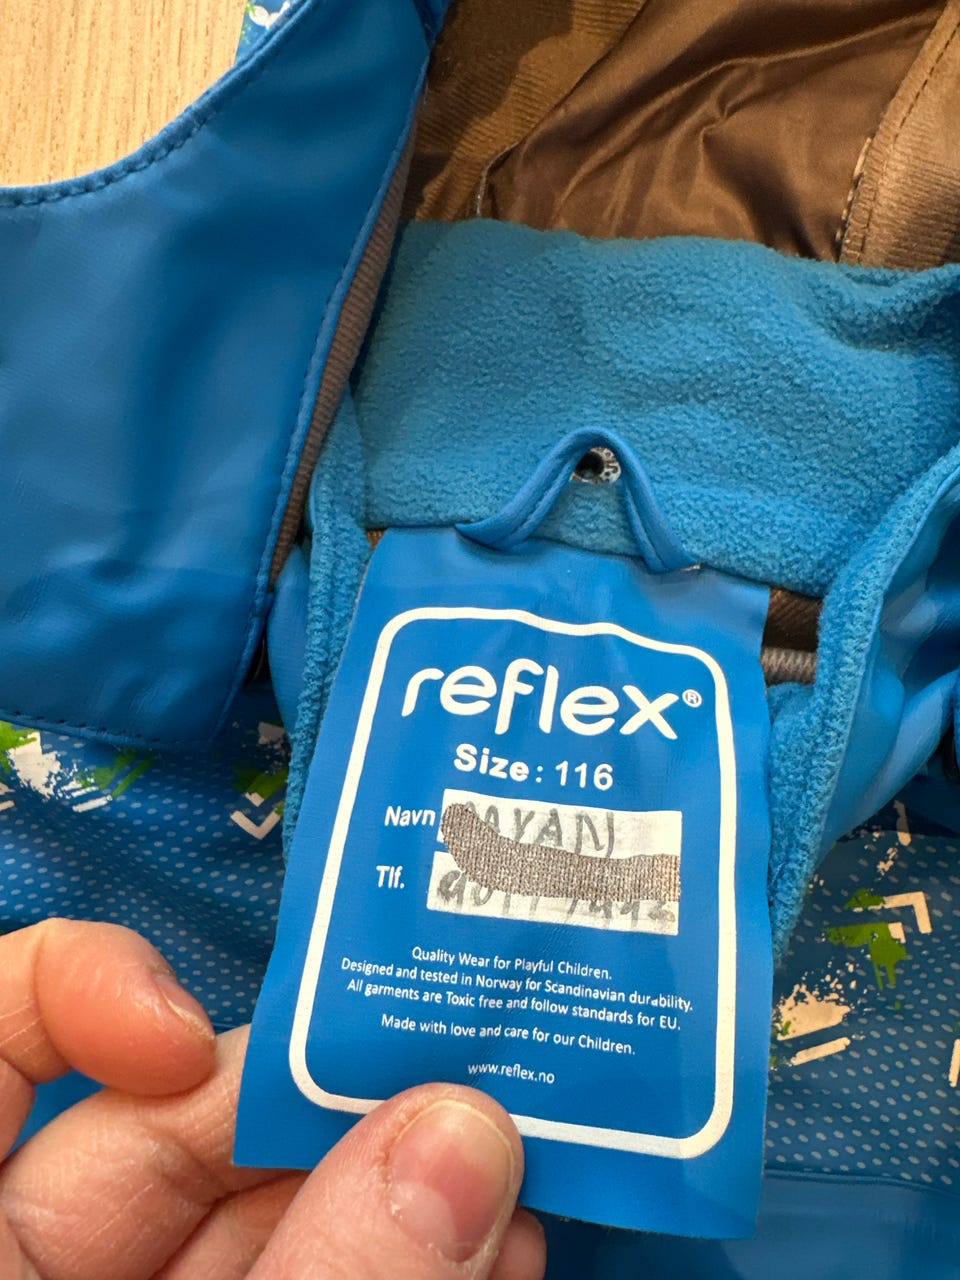 reflex®
Size: 116
Navn
Tlf.
Quality Wear for Playful Children.
Designed and tested in Norway for Scandinavian durability.
All garments are Toxic free and follow standards for EU.
Made with love and care for our Children.
www.reflex.no